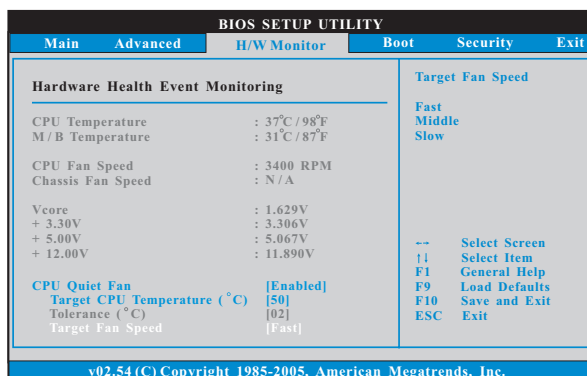 BIOS SETUP UTILITY
Main Advanced H/W Monitor Boot Security Exit
Hardware Health Event Monitoring
CPU Temperature : 37°C / 98°F
M / B Temperature : 31°C / 87°F
CPU Fan Speed : 3400 RPM
Chassis Fan Speed : N / A
Vcore : 1.629V
+ 3.30V : 3.306V
+ 5.00V : 5.067V
+ 12.00V : 11.890V
CPU Quiet Fan [Enabled]
Target CPU Temperature ( °C) [50]
Tolerance ( °C) [02]
Target Fan Speed [Fast]
Target Fan Speed
Fast
Middle
Slow
←→ Select Screen
↑↓ Select Item
F1 General Help
F9 Load Defaults
F10 Save and Exit
ESC Exit
v02.54 (C) Copyright 1985-2005, American Megatrends, Inc.